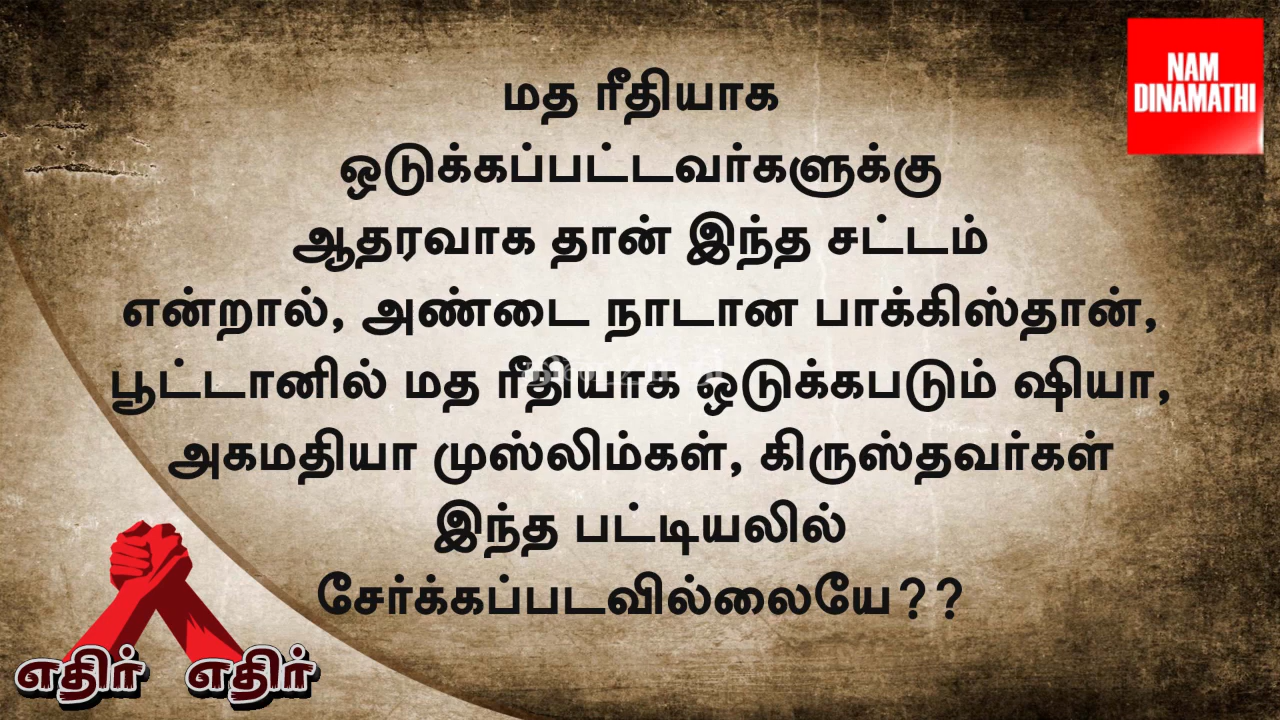 NAM
DINAMATHI
மத ரீதியாக
ஒடுக்கப்பட்டவர்களுக்கு
ஆதரவாக தான் இந்த சட்டம்
என்றால், அண்டை நாடான பாக்கிஸ்தான்,
பூட்டானில் மத ரீதியாக ஒடுக்கபடும் ஷியா,
அகமதியா முஸ்லிம்கள், கிருஸ்தவர்கள்
இந்த பட்டியலில்
சேர்க்கப்படவில்லையே??
எதிர் எதிர்